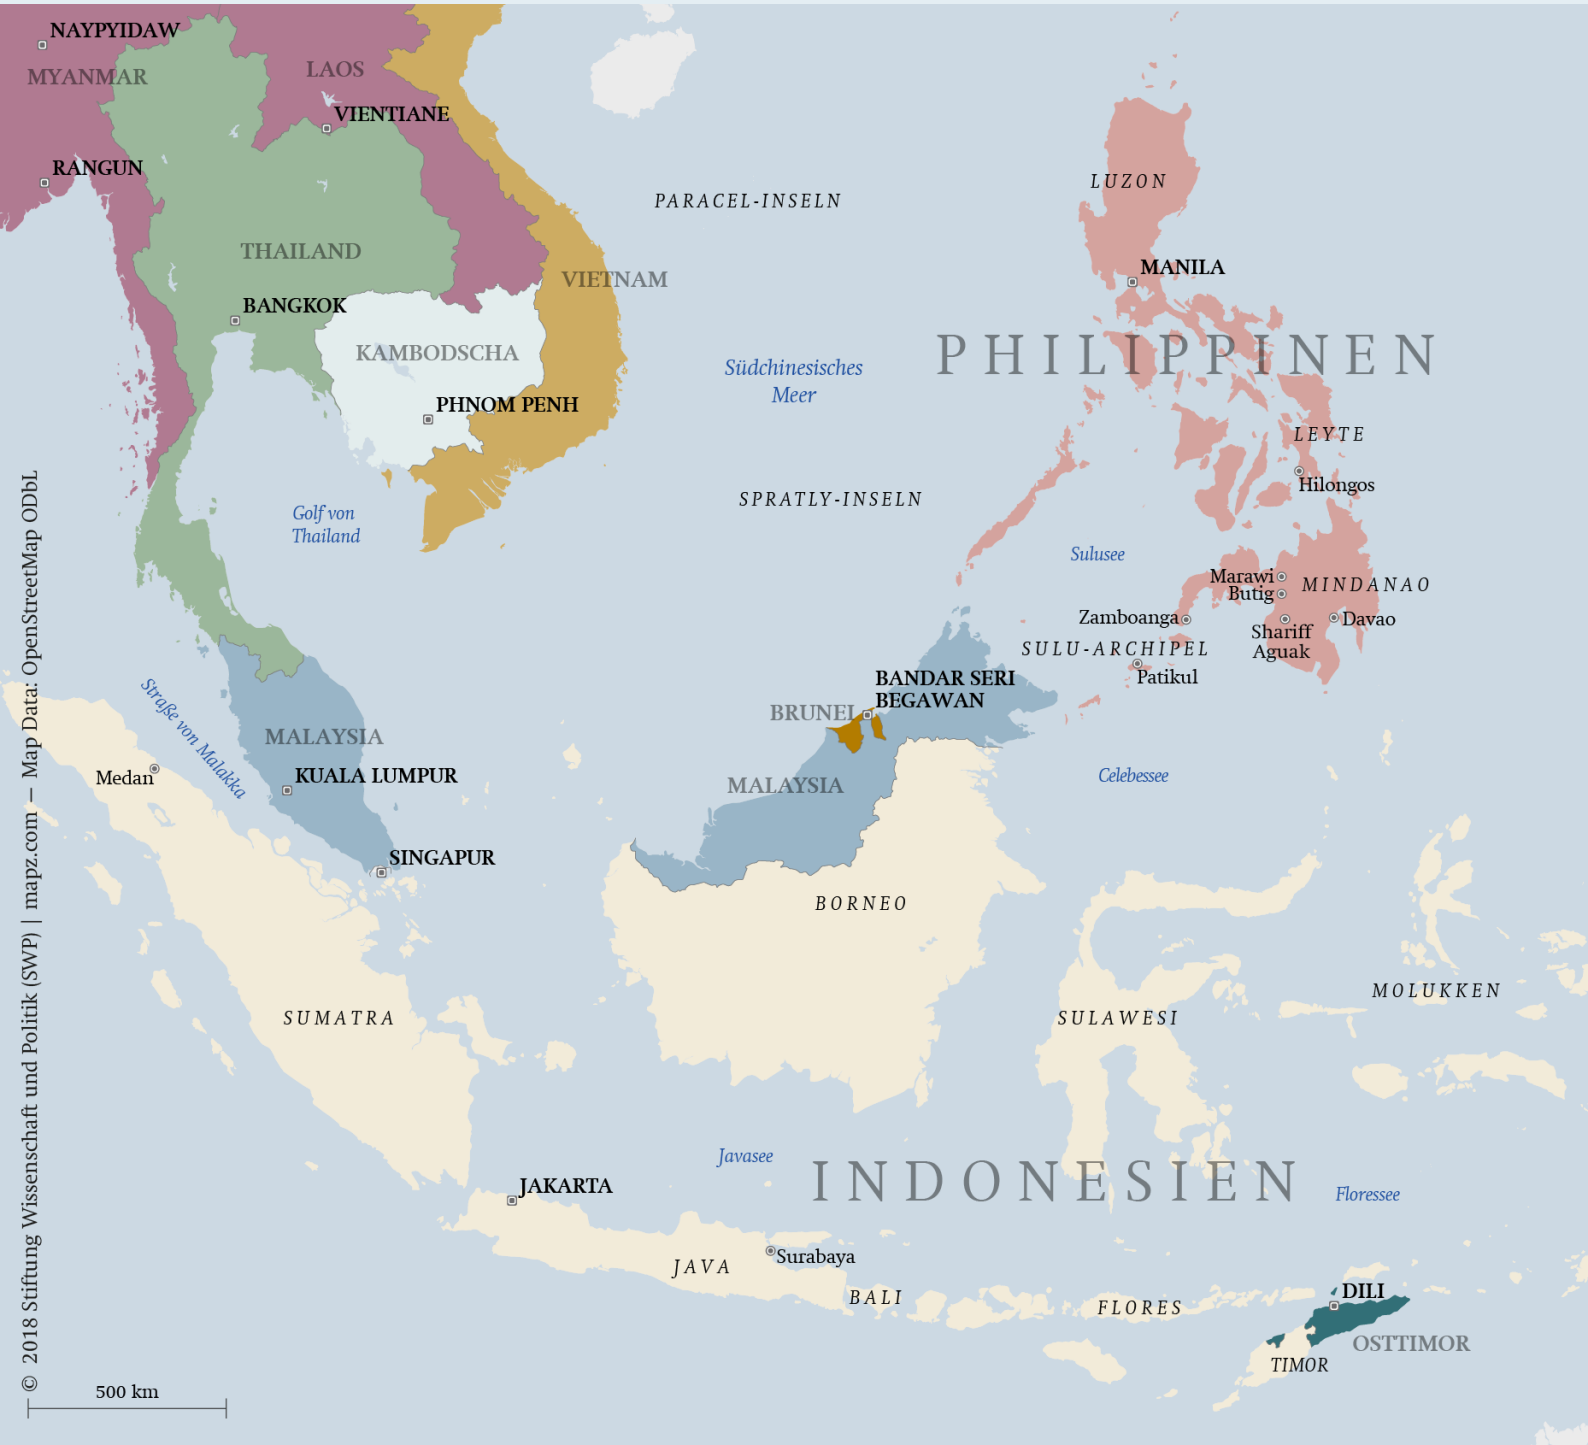 NAYPYIDAW
MYANMAR
LAOS
VIENTIANE
RANGUN
LUZON
PARACEL-INSELN
THAILAND
MANILA
VIETNAM
BANGKOK
KAMBODSCHA
PHILIPPINEN
Südchinesisches
Meer
PHNOM PENH
LEYTE
Hilongos
SPRATLY-INSELN
Golf von
Thailand
Sulusee
Marawi
MINDANAO
Butig
Zamboanga
Davao
Shariff
Aguak
SULU-ARCHIPEL
Patikul
BANDAR SERI
BEGAWAN
BRUNEI
Straße von Malakka
MALAYSIA
KUALA LUMPUR
Medan
MALAYSIA
Celebessee
SINGAPUR
BORNEO
MOLUKKEN
SUMATRA
SULAWESI
Javasee
INDONESIEN
JAKARTA
Floressee
Surabaya
JAVA
BALI
FLORES
DILI
OSTTIMOR
TIMOR
500 km
© 2018 Stiftung Wissenschaft und Politik (SWP) | mapz.com — Map Data: OpenStreetMap ODbL